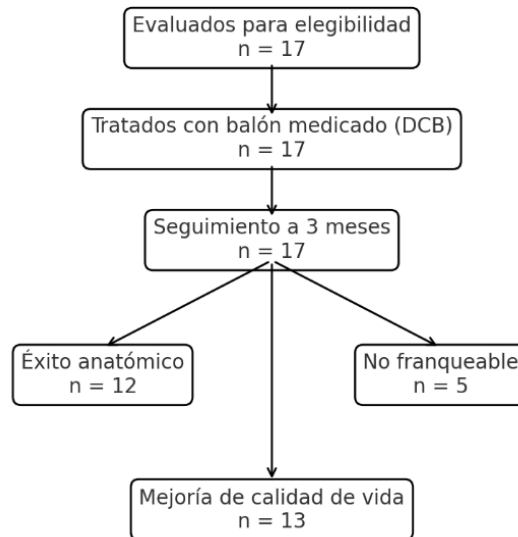 Evaluados para elegibilidad
n = 17
Tratados con balón medicado (DCB)
n = 17
Seguimiento a 3 meses
n = 17
Éxito anatómico
n = 12
No franqueable
n = 5
Mejoría de calidad de vida
n = 13